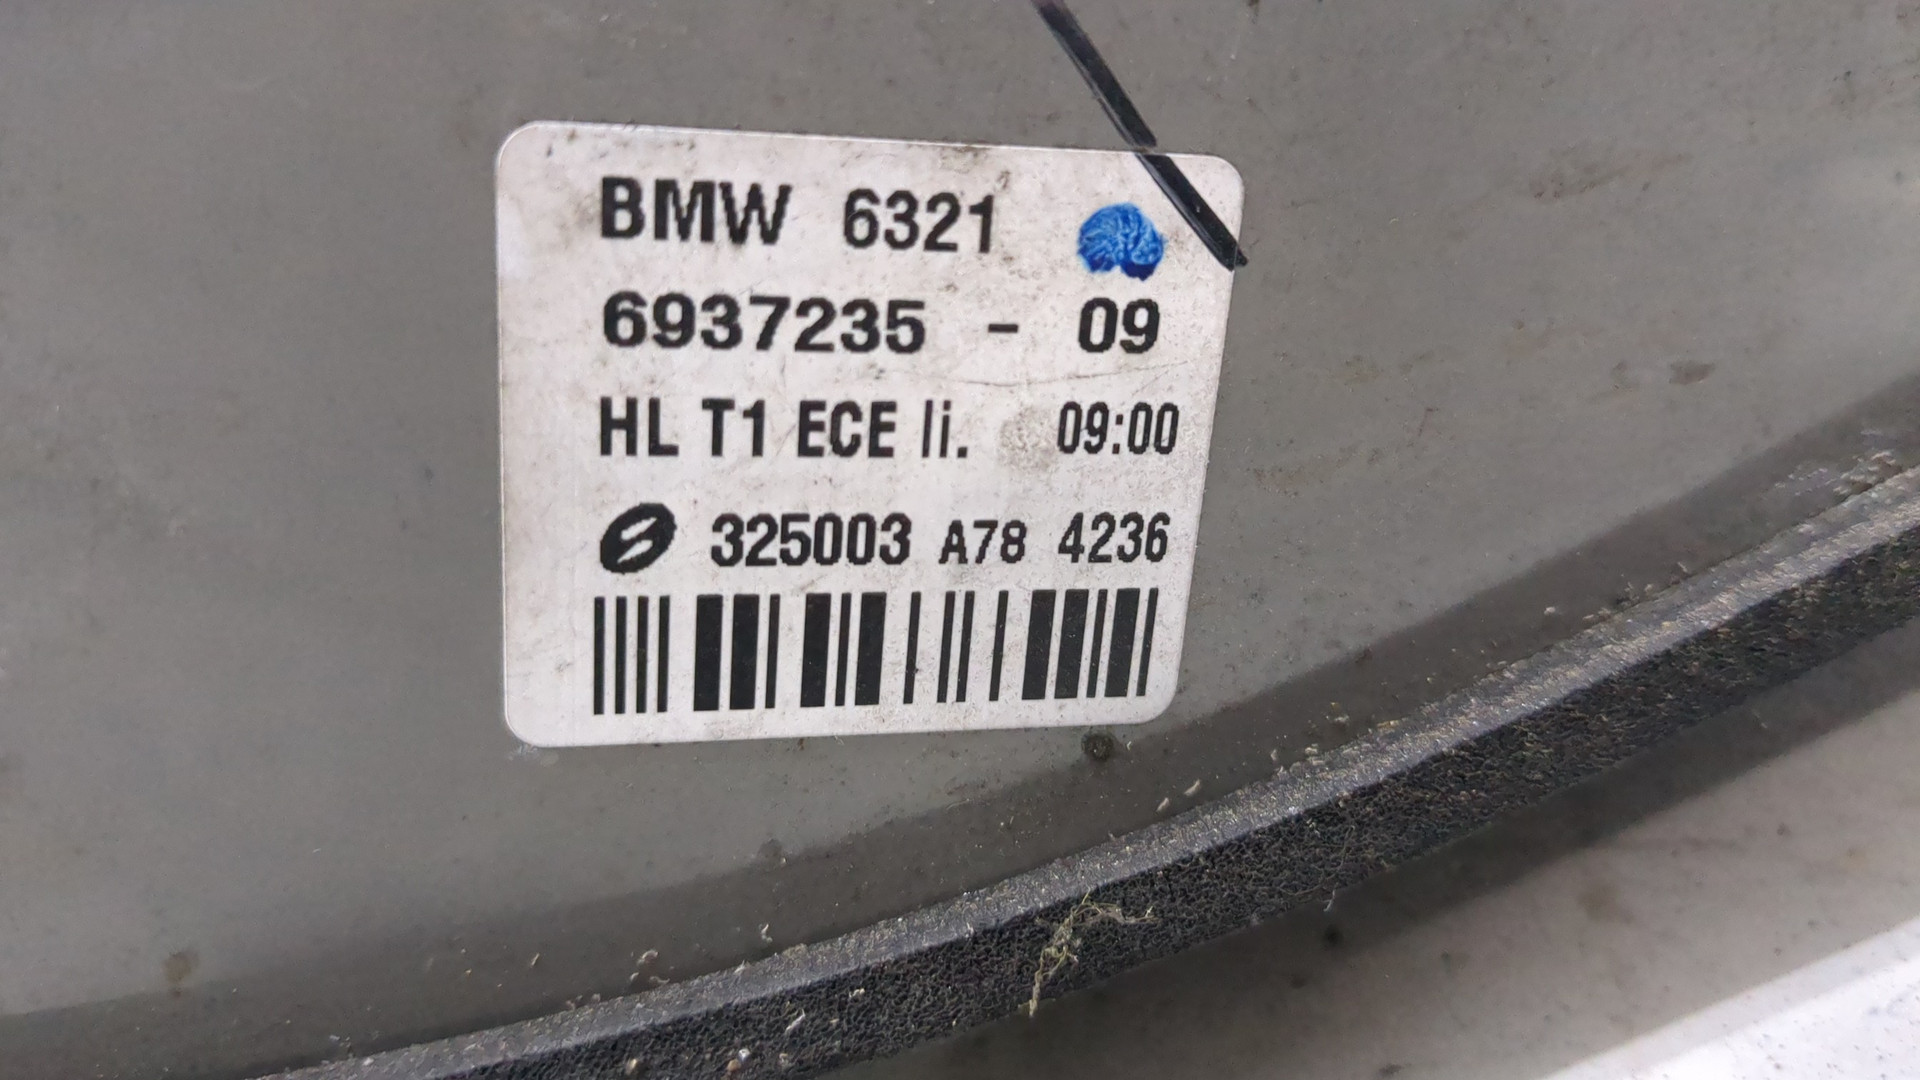 BMW 6321
6937235 - 09
HL T1 ECE li. 09:00
325003 A78 4236